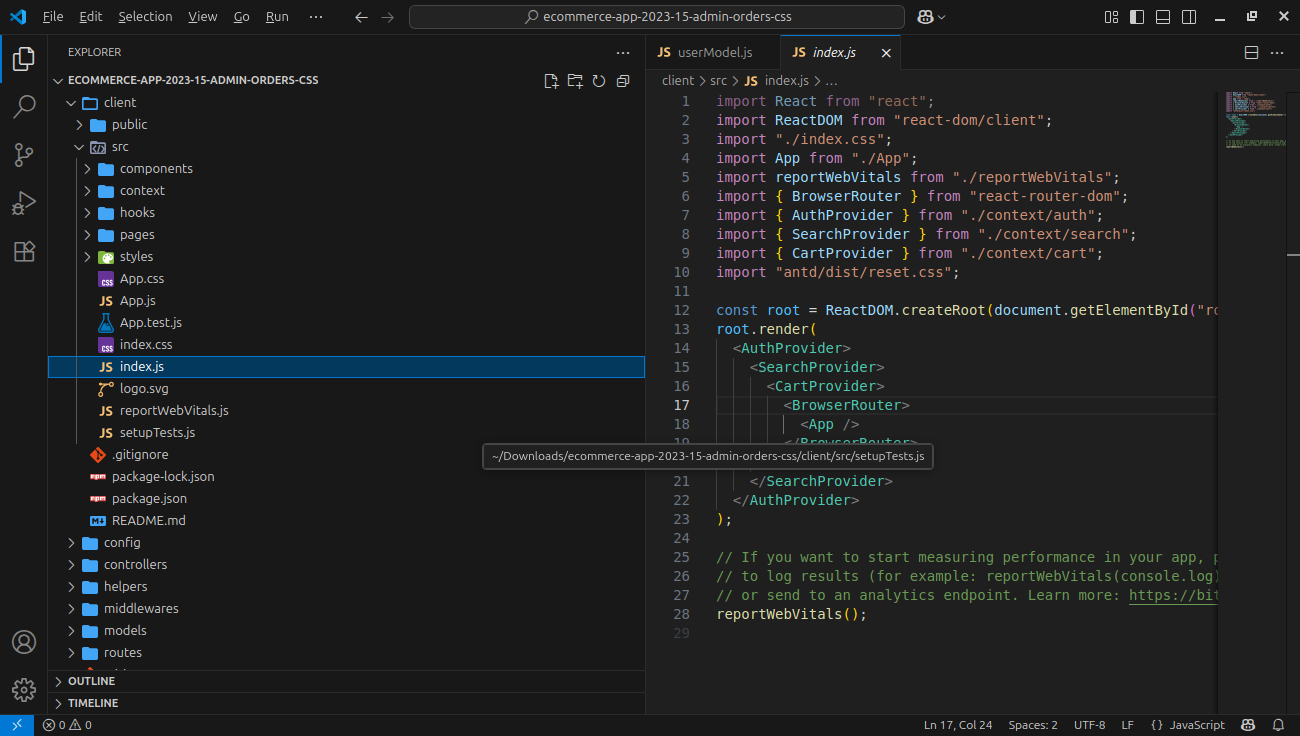 File Edit Selection View Go Run ···
ecommerce-app-2023-15-admin-orders-css
EXPLORER
ECOMMERCE-APP-2023-15-ADMIN-ORDERS-CSS
client
public
src
components
context
hooks
pages
styles
App.css
App.js
App.test.js
index.css
index.js
logo.svg
reportWebVitals.js
setupTests.js
.gitignore
package-lock.json
package.json
README.md
config
controllers
helpers
middlewares
models
routes
OUTLINE
TIMELINE
JS userModel.js
JS index.js
client > src > JS index.js > ...
1 import React from "react";
2 import ReactDOM from "react-dom/client";
3 import "./index.css";
4 import App from "./App";
5 import reportWebVitals from "./reportWebVitals";
6 import { BrowserRouter } from "react-router-dom";
7 import { AuthProvider } from "./context/auth";
8 import { SearchProvider } from "./context/search";
9 import { CartProvider } from "./context/cart";
10 import "antd/dist/reset.css";
11
12 const root = ReactDOM.createRoot(document.getElementById("ro
13 root.render(
14 <AuthProvider>
15 <SearchProvider>
16 <CartProvider>
17 <BrowserRouter>
18 <App />
19 </BrowserRouter>
~/Downloads/ecommerce-app-2023-15-admin-orders-css/client/src/setupTests.js
21 </SearchProvider>
22 </AuthProvider>
23 );
24
25 // If you want to start measuring performance in your app, p
26 // to log results (for example: reportWebVitals(console.log)
27 // or send to an analytics endpoint. Learn more: https://bit
28 reportWebVitals();
29
0 0
Ln 17, Col 24 Spaces: 2 UTF-8 LF {} JavaScript